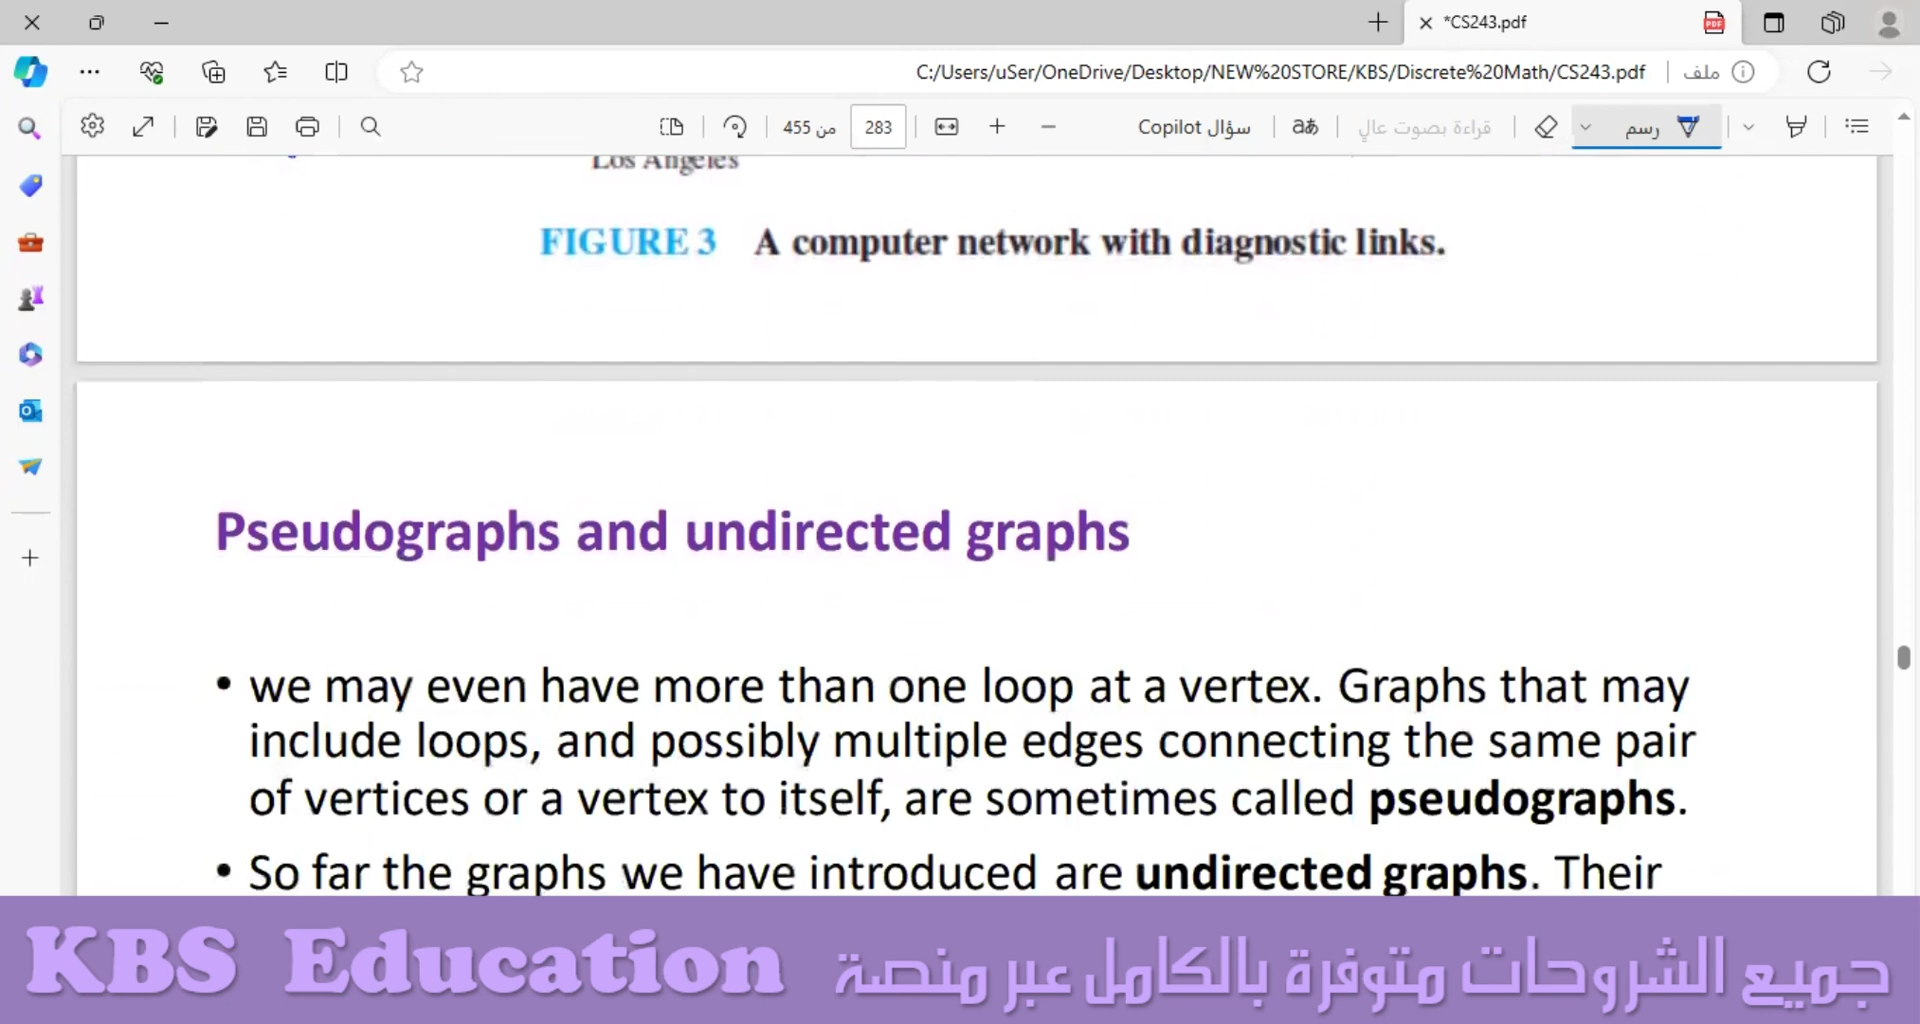 *CS243.pdf
C:/Users/uSer/OneDrive/Desktop/NEW%20STORE/KBS/Discrete%20Math/CS243.pdf | ملف
455 من 283 سؤال Copilot قراءة بصوت عالٍ رسم
Los Angeles
FIGURE 3 A computer network with diagnostic links.
Pseudographs and undirected graphs
• we may even have more than one loop at a vertex. Graphs that may
include loops, and possibly multiple edges connecting the same pair
of vertices or a vertex to itself, are sometimes called pseudographs.
• So far the graphs we have introduced are undirected graphs. Their
KBS Education جميع الشروحات متوفرة بالكامل عبر منصة